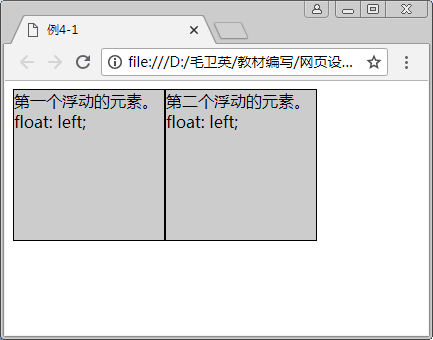 例4-1
file:///D:/毛卫英/教材编写/网页设...
第一个浮动的元素。
float: left;
第二个浮动的元素。
float: left;